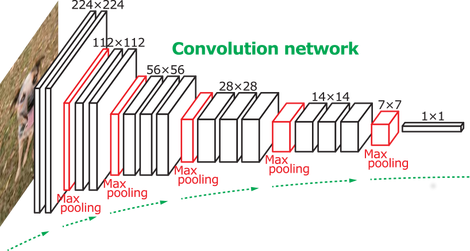 224×224
112×112
Convolution network
56×56
28×28
14×14
7×7
1×1
Max
pooling
Max
pooling
Max
pooling
Max
pooling
Max
pooling